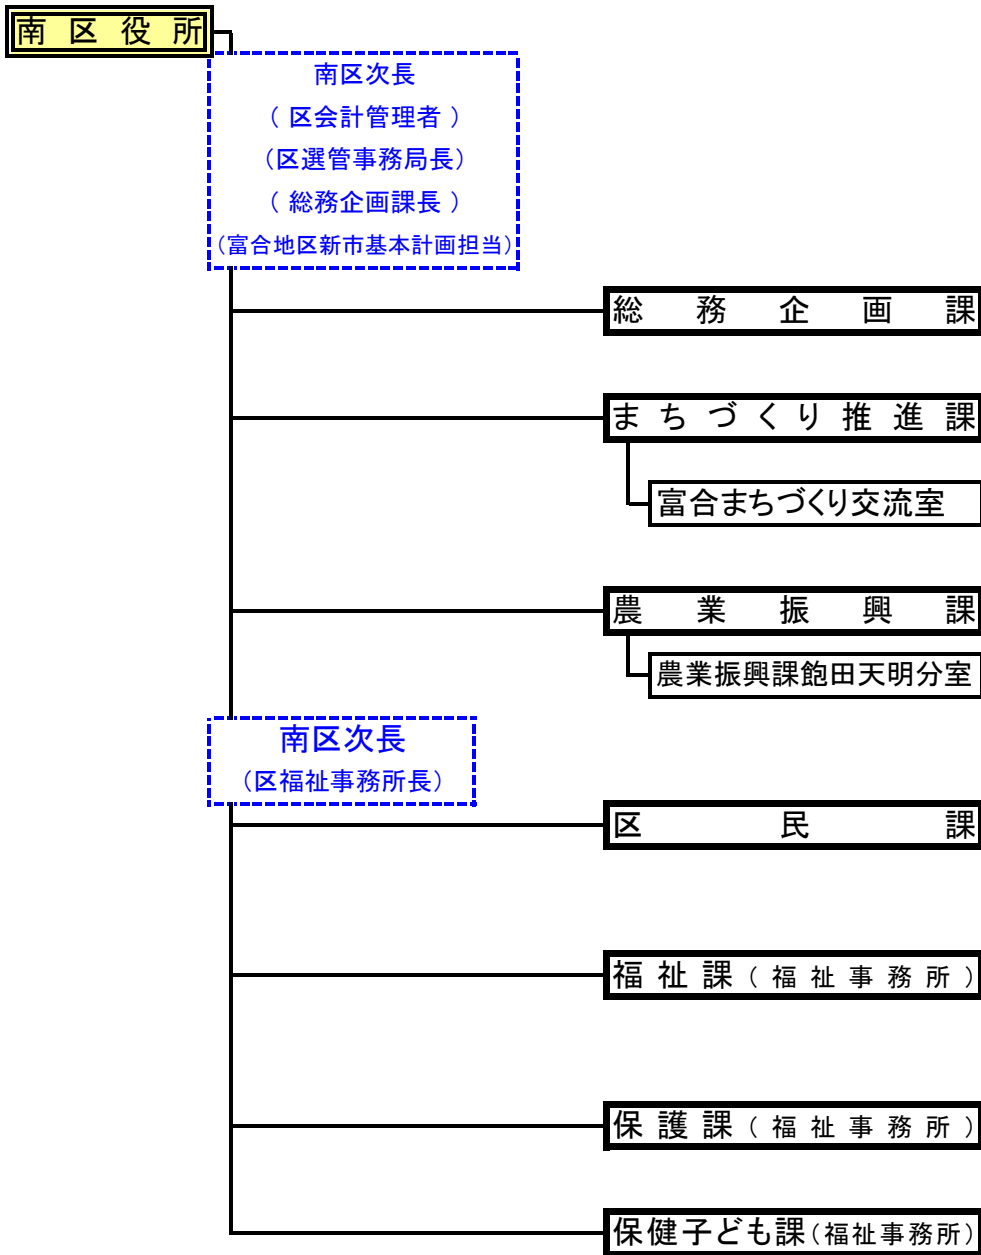 南区役所
南区次長
（区会計管理者）
（区選管事務局長）
（総務企画課長）
（富合地区新市基本計画担当）
総務企画課
まちづくり推進課
富合まちづくり交流室
農業振興課
農業振興課飽田天明分室
南区次長
（区福祉事務所長）
区民課
福祉課（福祉事務所）
保護課（福祉事務所）
保健子ども課（福祉事務所）